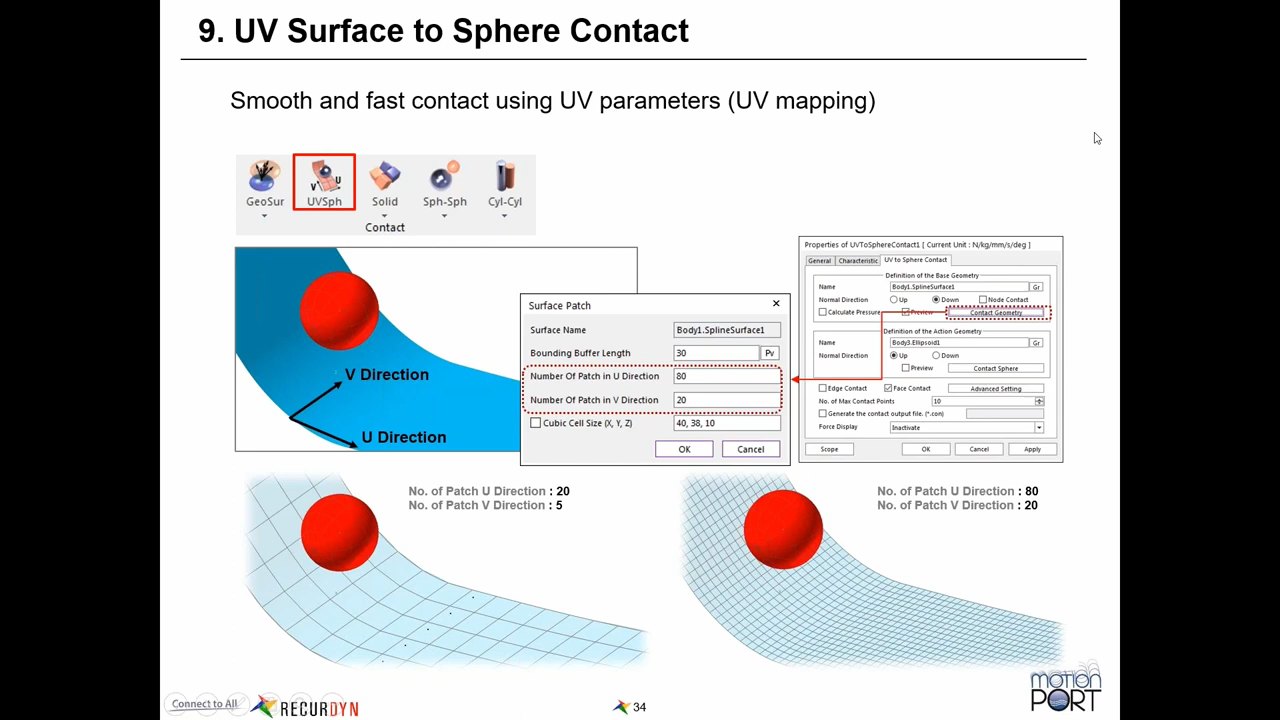 9. UV Surface to Sphere Contact
Smooth and fast contact using UV parameters (UV mapping)
V U
GeoSur UVSph Solid Sph-Sph Cyl-Cyl
Contact
V Direction
U Direction
Surface Patch
Surface Name Body1.SplineSurface1
Bounding Buffer Length 30 Pv
Number Of Patch in U Direction 80
Number Of Patch in V Direction 20
Cubic Cell Size (X, Y, Z) 40, 38, 10
OK Cancel
Properties of UVToSphereContact1 [ Current Unit : N/kg/mm/s/deg ]
General Characteristic UV to Sphere Contact
Definition of the Base Geometry
Name Body1.SplineSurface1 Gr
Normal Direction Up Down Node Contact
Calculate Pressure Preview Contact Geometry
Definition of the Action Geometry
Name Body3.Ellipsoid1 Gr
Normal Direction Up Down
Preview Contact Sphere
Edge Contact Face Contact Advanced Setting
No. of Max Contact Points 10
Generate the contact output file. (*.con)
Force Display Inactivate
Scope OK Cancel Apply
No. of Patch U Direction : 20
No. of Patch V Direction : 5
No. of Patch U Direction : 80
No. of Patch V Direction : 20
Connect to All
RECURDYN
34
MOTION
PORT